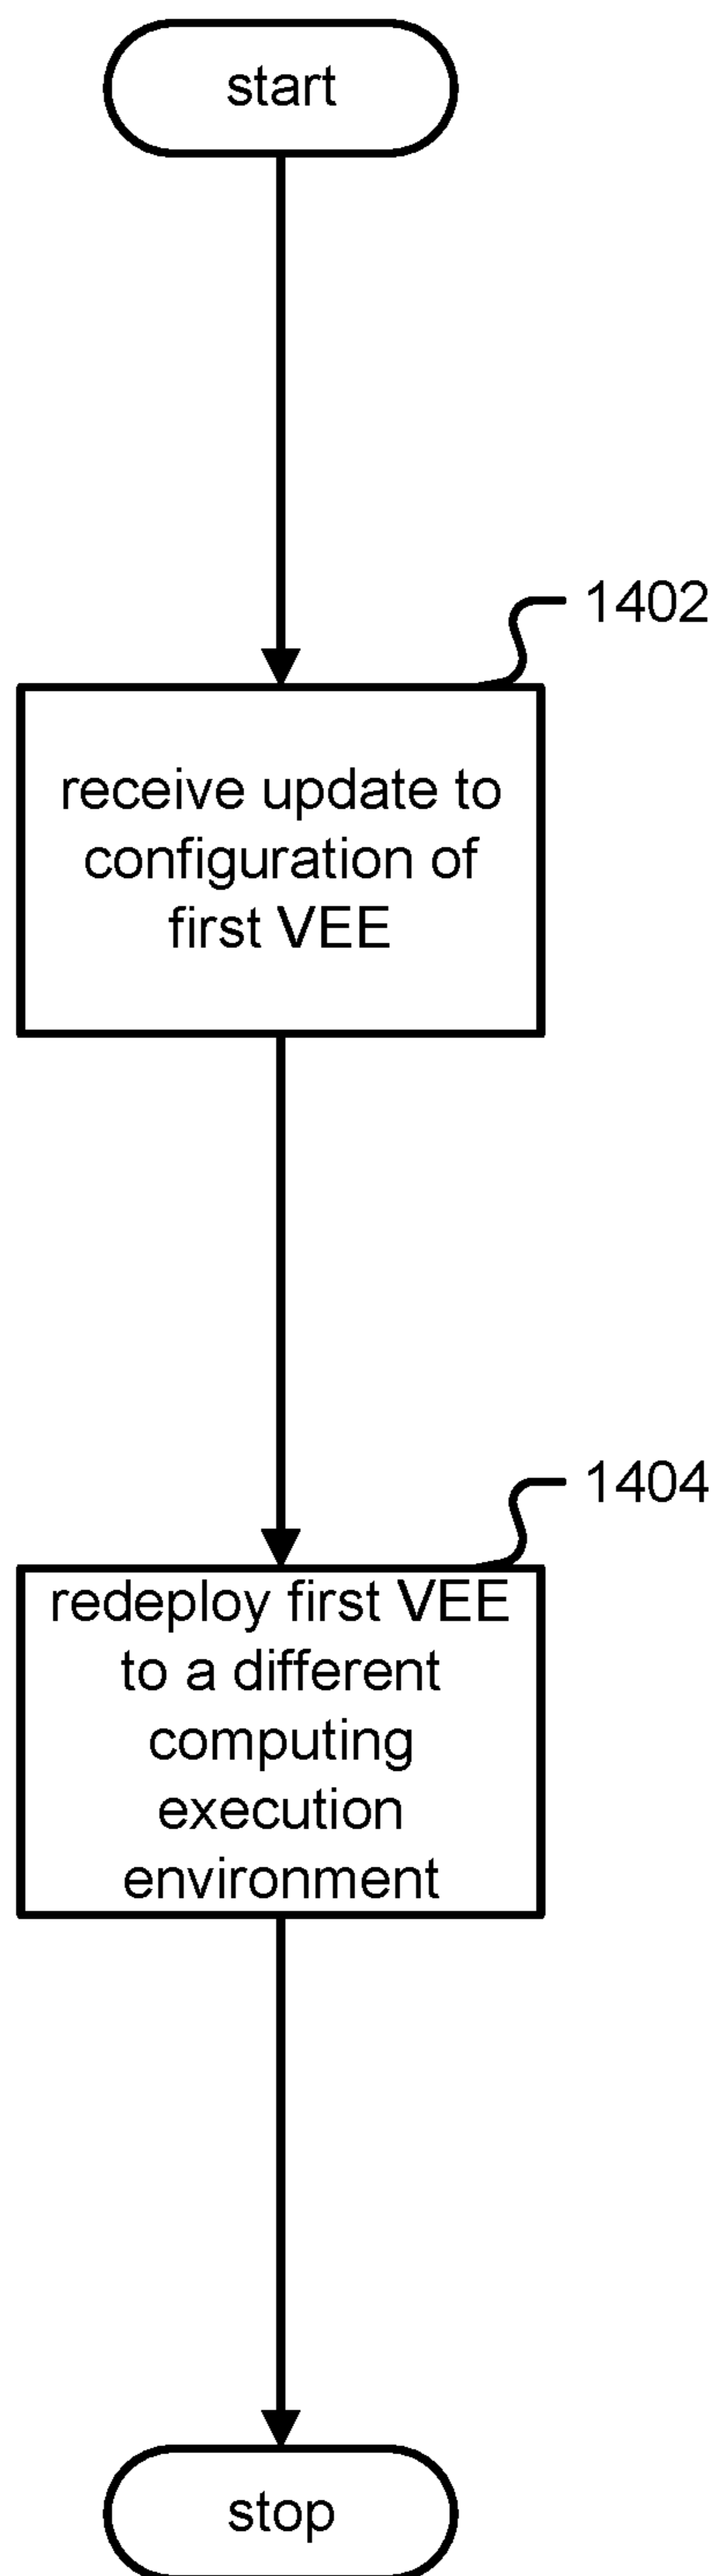 start
1402
receive update to
configuration of
first VEE
1404
redeploy first VEE
to a different
computing
execution
environment
stop